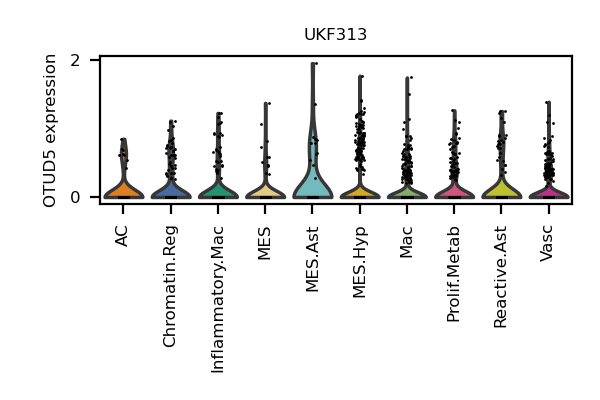 UKF313
OTUD5 expression
2
0
AC
Chromatin.Reg
Inflammatory.Mac
MES
MES.Ast
MES.Hyp
Mac
Prolif.Metab
Reactive.Ast
Vasc